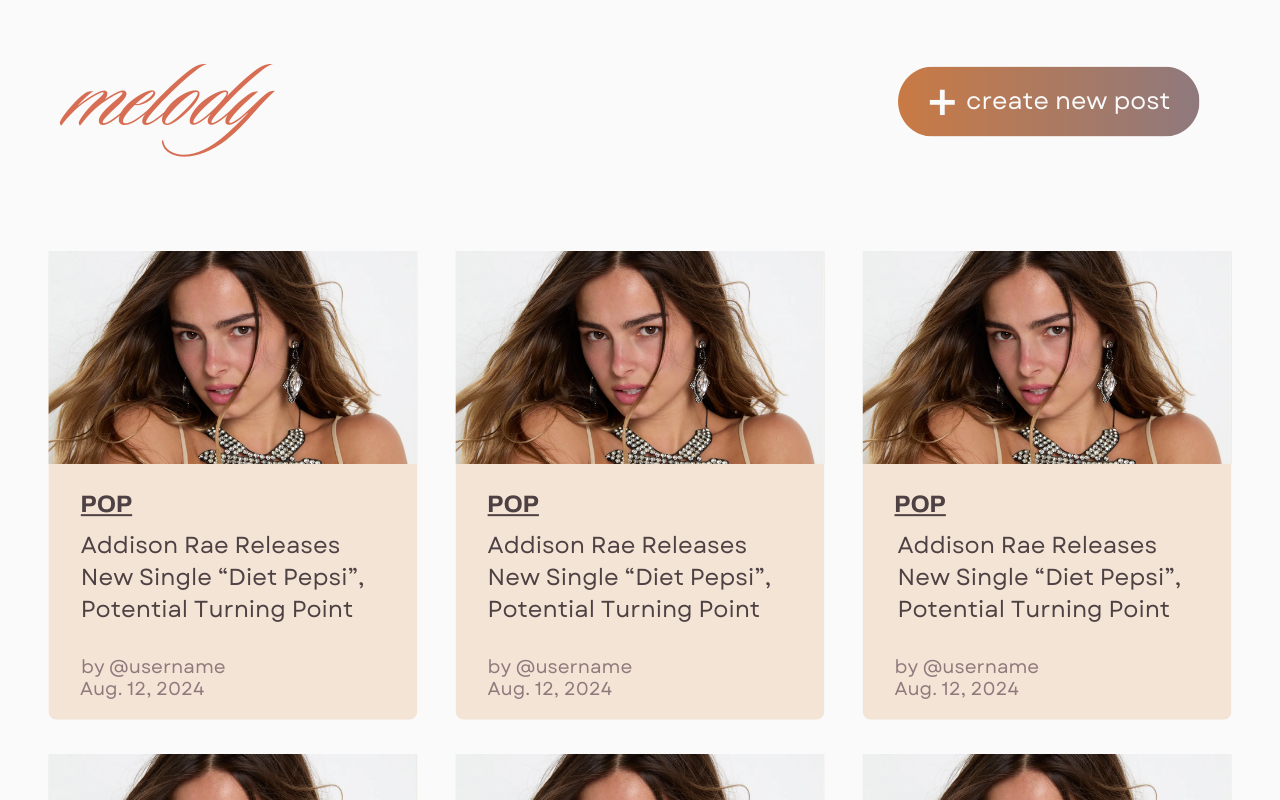 melody
+ create new post
POP
Addison Rae Releases
New Single “Diet Pepsi”,
Potential Turning Point
by @username
Aug. 12, 2024
POP
Addison Rae Releases
New Single “Diet Pepsi”,
Potential Turning Point
by @username
Aug. 12, 2024
POP
Addison Rae Releases
New Single “Diet Pepsi”,
Potential Turning Point
by @username
Aug. 12, 2024